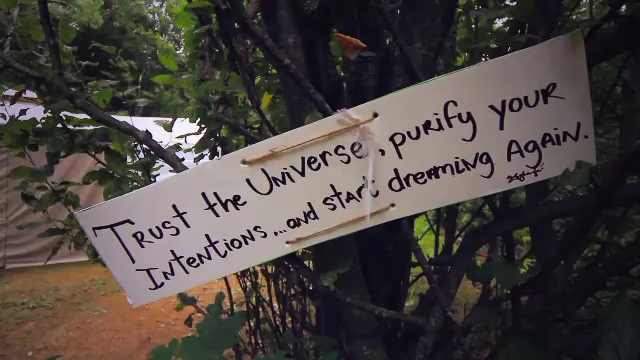 Trust the Universe, purify your
Intentions...and start dreaming Again.